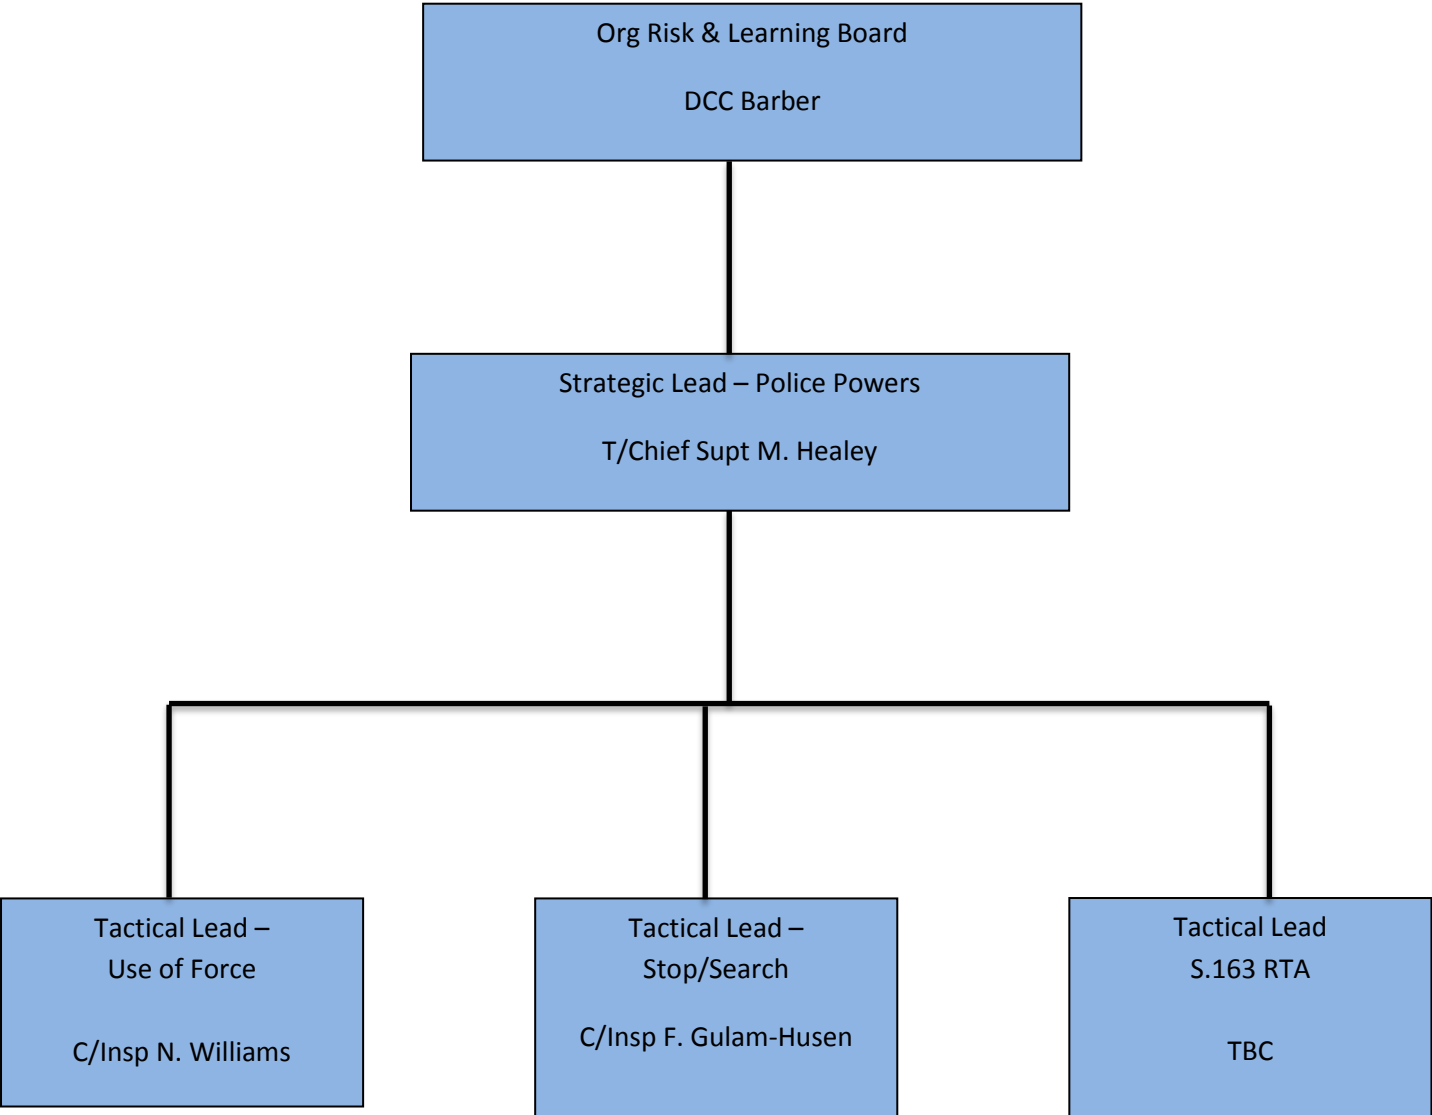 Org Risk & Learning Board
DCC Barber
Strategic Lead – Police Powers
T/Chief Supt M. Healey
Tactical Lead –
Use of Force
C/Insp N. Williams
Tactical Lead –
Stop/Search
C/Insp F. Gulam-Husen
Tactical Lead
S.163 RTA
TBC